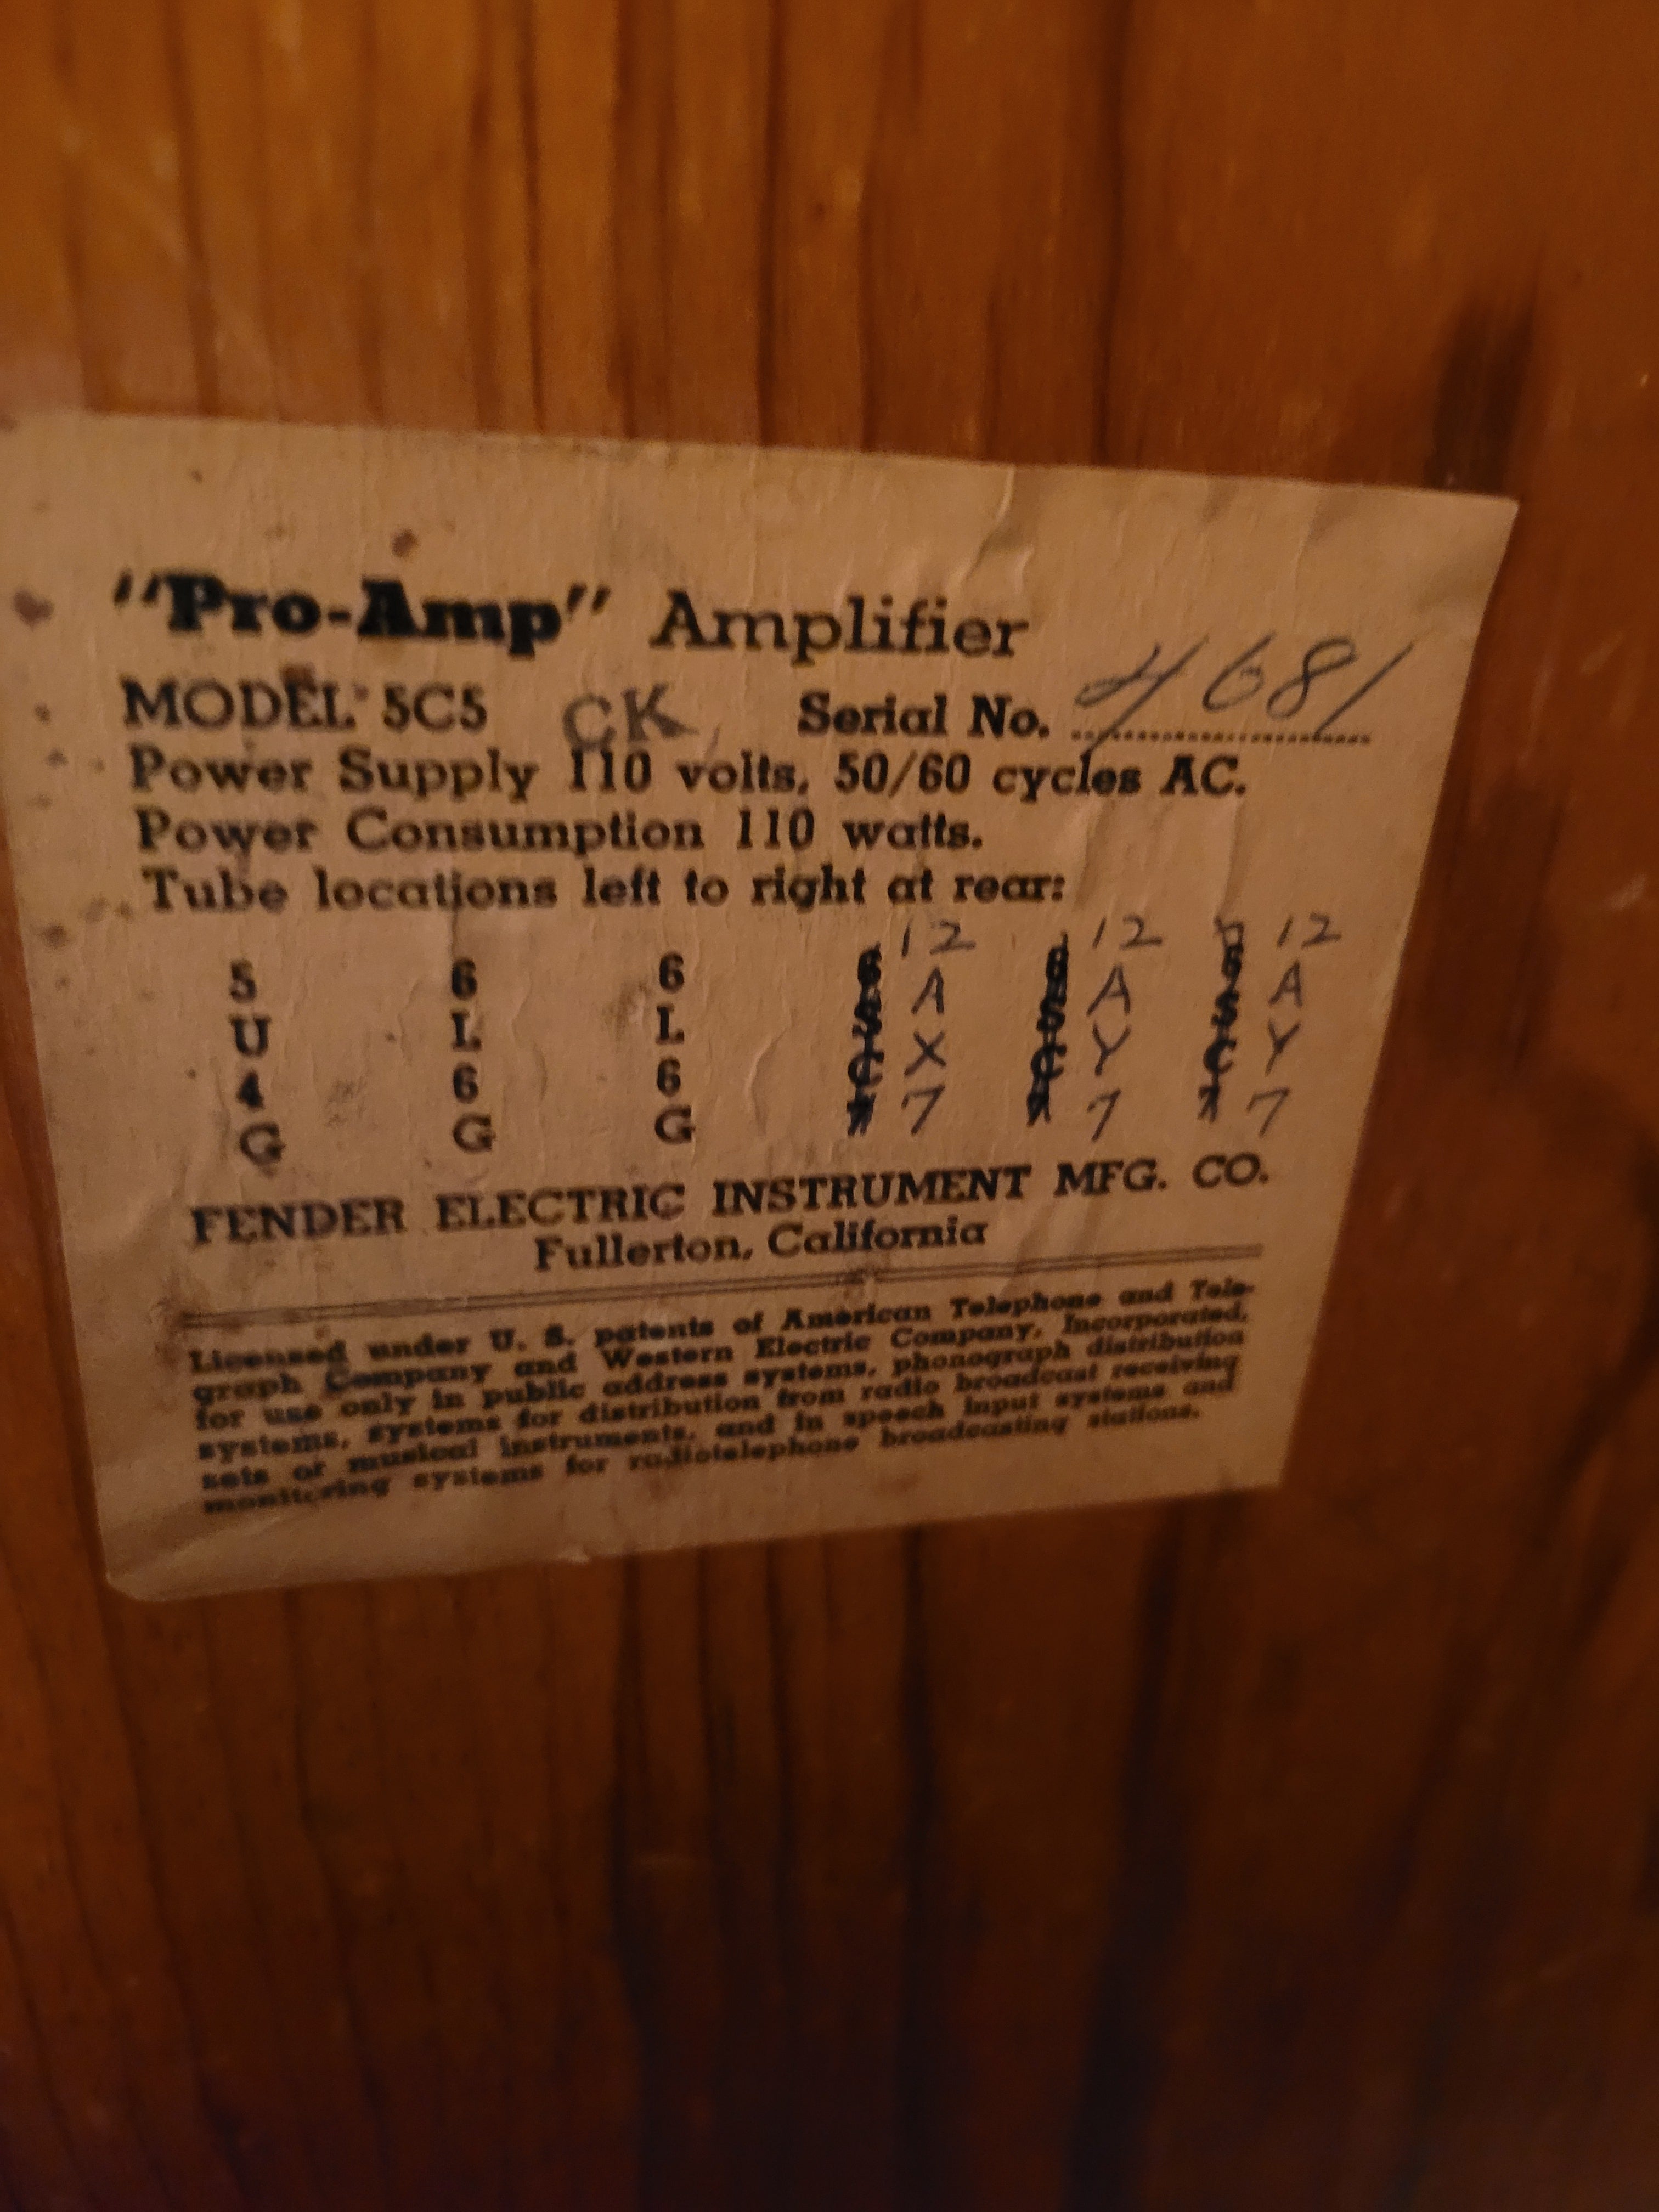 "Pro-Amp" Amplifier
MODEL 5C5 CK Serial No. 4681
Power Supply 110 volts, 50/60 cycles AC.
Power Consumption 110 watts.
Tube locations left to right at rear:
12 12 12
5 6 6 6 A 6 A 6 A
U L L S X S Y S Y
4 6 6 C 7 C 7 C 7
G G G 7 7 7
FENDER ELECTRIC INSTRUMENT MFG. CO.
Fullerton, California
Licensed under U. S. patents of American Telephone and Tele-
graph Company and Western Electric Company, Incorporated,
for use only in public address systems, phonograph distribution
systems, systems for distribution from radio broadcast receiving
sets or musical instruments, and in speech input systems and
monitoring systems for radiotelephone broadcasting stations.